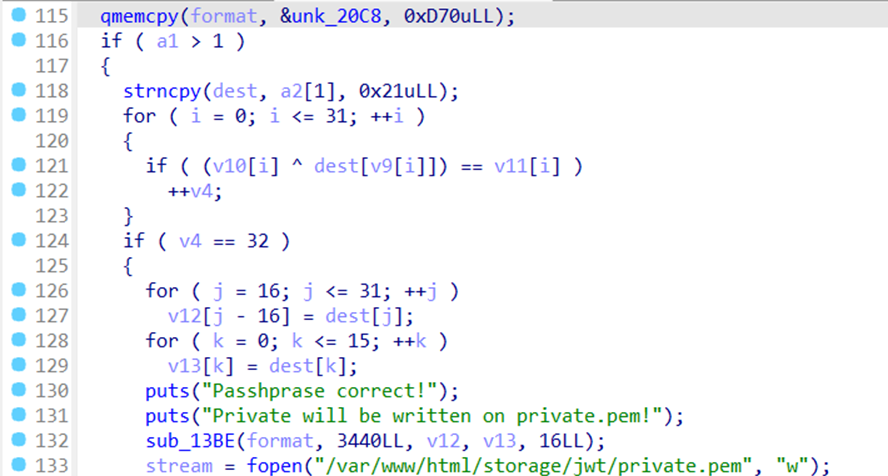 115 qmemcpy(format, &unk_20C8, 0xD70uLL);
116 if ( a1 > 1 )
117 {
118 strncpy(dest, a2[1], 0x21uLL);
119 for ( i = 0; i <= 31; ++i )
120 {
121 if ( (v10[i] ^ dest[v9[i]]) == v11[i] )
122 ++v4;
123 }
124 if ( v4 == 32 )
125 {
126 for ( j = 16; j <= 31; ++j )
127 v12[j - 16] = dest[j];
128 for ( k = 0; k <= 15; ++k )
129 v13[k] = dest[k];
130 puts("Passhprase correct!");
131 puts("Private will be written on private.pem!");
132 sub_13BE(format, 3440LL, v12, v13, 16LL);
133 stream = fopen("/var/www/html/storage/jwt/private.pem", "w");